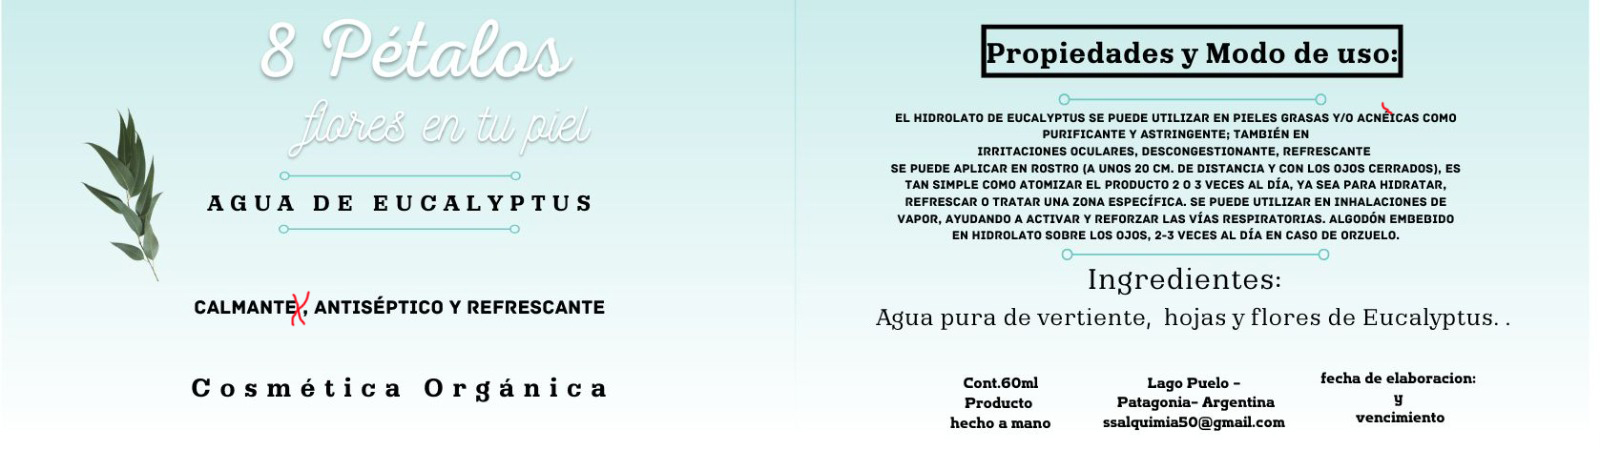 8 Pétalos
flores en tu piel
AGUA DE EUCALYPTUS
CALMANTE , ANTISÉPTICO Y REFRESCANTE
Cosmética Orgánica
Propiedades y Modo de uso:
EL HIDROLATO DE EUCALYPTUS SE PUEDE UTILIZAR EN PIELES GRASAS Y/O ACNÉICAS COMO
PURIFICANTE Y ASTRINGENTE; TAMBIÉN EN
IRRITACIONES OCULARES, DESCONGESTIONANTE, REFRESCANTE
SE PUEDE APLICAR EN ROSTRO (A UNOS 20 CM. DE DISTANCIA Y CON LOS OJOS CERRADOS), ES
TAN SIMPLE COMO ATOMIZAR EL PRODUCTO 2 O 3 VECES AL DÍA, YA SEA PARA HIDRATAR,
REFRESCAR O TRATAR UNA ZONA ESPECÍFICA. SE PUEDE UTILIZAR EN INHALACIONES DE
VAPOR, AYUDANDO A ACTIVAR Y REFORZAR LAS VÍAS RESPIRATORIAS. ALGODÓN EMBEBIDO
EN HIDROLATO SOBRE LOS OJOS, 2-3 VECES AL DÍA EN CASO DE ORZUELO.
Ingredientes:
Agua pura de vertiente, hojas y flores de Eucalyptus. .
Cont.60ml
Producto
hecho a mano
Lago Puelo -
Patagonia- Argentina
ssalquimia50@gmail.com
fecha de elaboracion:
y
vencimiento